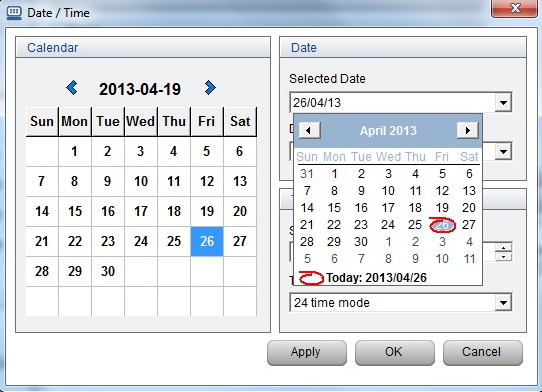 Date / Time
Calendar
2013-04-19
Sun Mon Tue Wed Thu Fri Sat
1 2 3 4 5 6
7 8 9 10 11 12 13
14 15 16 17 18 19 20
21 22 23 24 25 26 27
28 29 30
Date
Selected Date
26/04/13
D
April 2013
Sun Mon Tue Wed Thu Fri Sat
31 1 2 3 4 5 6
7 8 9 10 11 12 13
14 15 16 17 18 19 20
21 22 23 24 25 26 27
28 29 30 1 2 3 4
5 6 7 8 9 10 11
Today: 2013/04/26
T
24 time mode
Apply
OK
Cancel